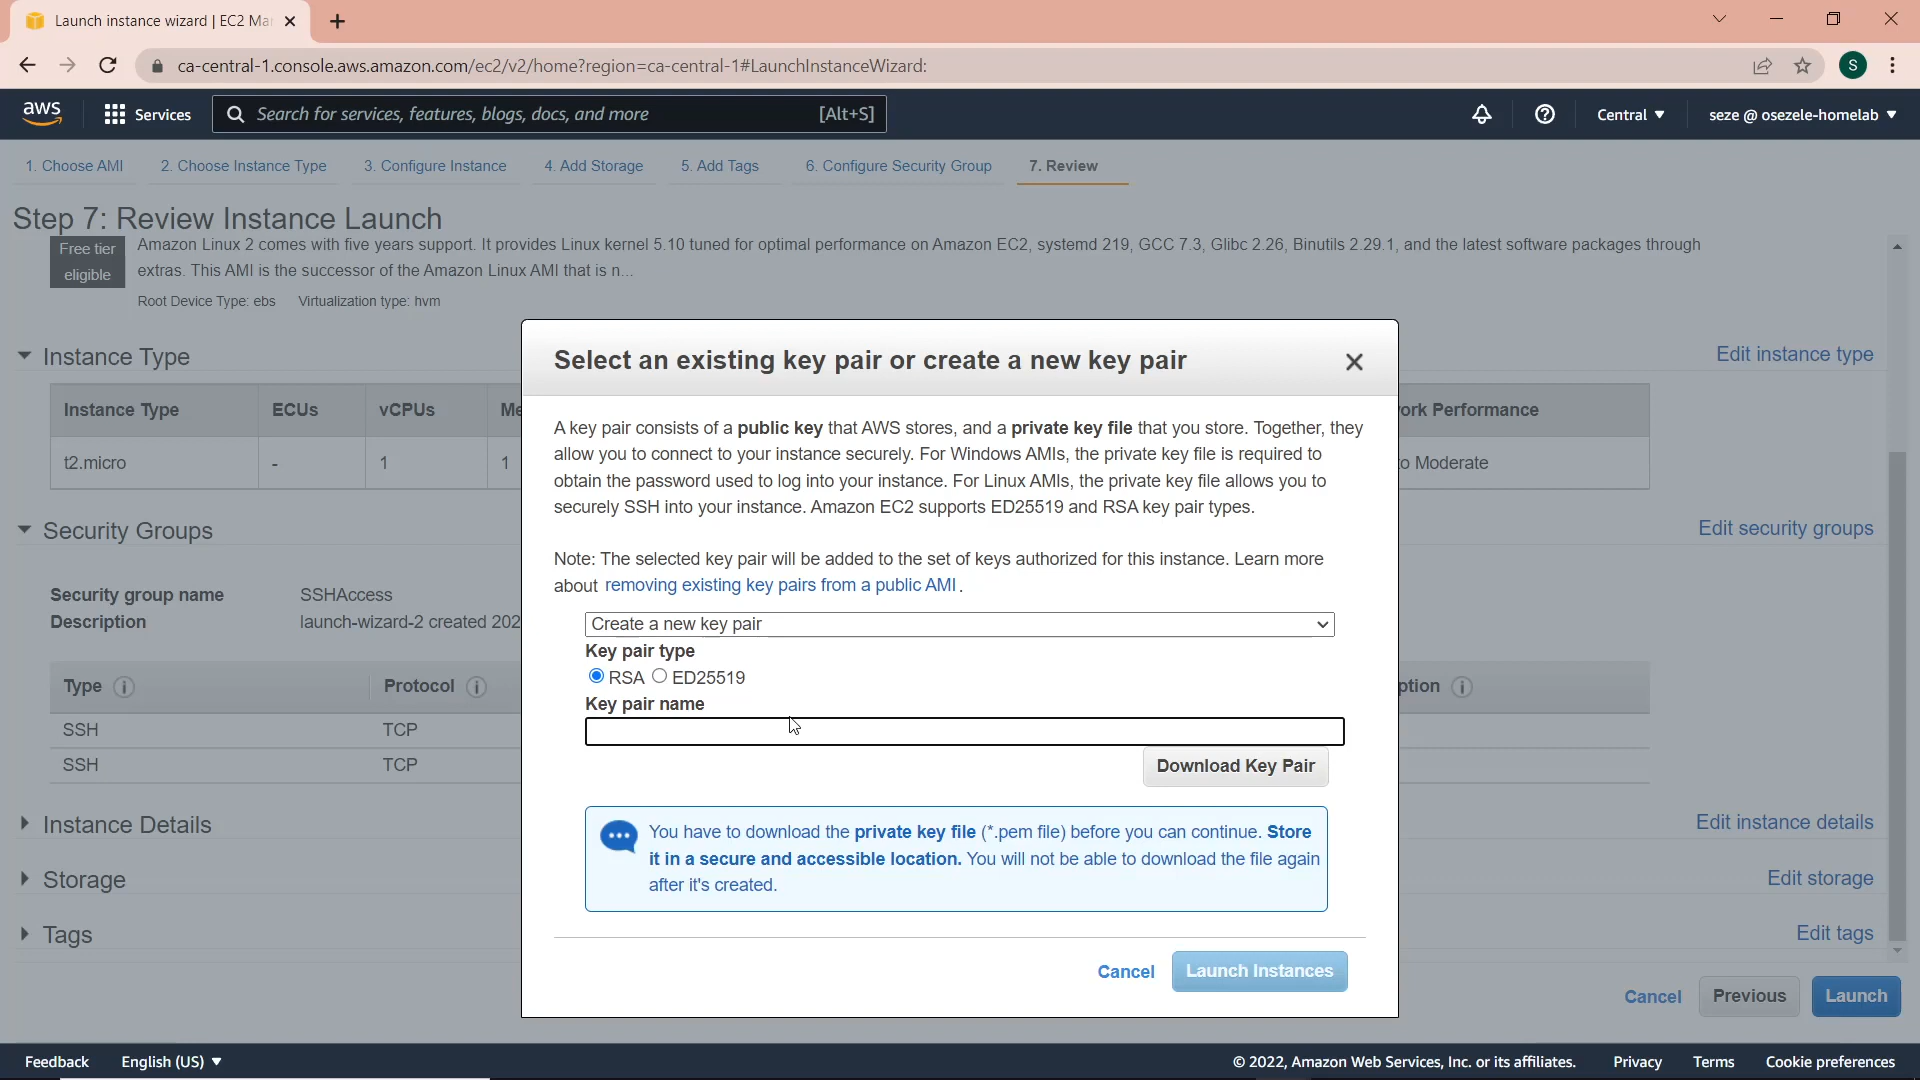 Launch instance wizard | EC2 Ma
ca-central-1.console.aws.amazon.com/ec2/v2/home?region=ca-central-1#LaunchInstanceWizard:
S
aws
Services
Search for services, features, blogs, docs, and more
[Alt+S]
Central
seze @ osezele-homelab
1. Choose AMI
2. Choose Instance Type
3. Configure Instance
4. Add Storage
5. Add Tags
6. Configure Security Group
7. Review
Step 7: Review Instance Launch
Free tier
eligible
Amazon Linux 2 comes with five years support. It provides Linux kernel 5.10 tuned for optimal performance on Amazon EC2, systemd 219, GCC 7.3, Glibc 2.26, Binutils 2.29.1, and the latest software packages through
extras. This AMI is the successor of the Amazon Linux AMI that is n...
Root Device Type: ebs Virtualization type: hvm
Instance Type
Edit instance type
Instance Type ECUs vCPUs Me
ork Performance
t2.micro - 1 1
o Moderate
Security Groups
Edit security groups
Security group name SSHAccess
Description launch-wizard-2 created 202
Type Protocol
ption
SSH TCP
SSH TCP
Instance Details
Edit instance details
Storage
Edit storage
Tags
Edit tags
Select an existing key pair or create a new key pair
A key pair consists of a public key that AWS stores, and a private key file that you store. Together, they
allow you to connect to your instance securely. For Windows AMIs, the private key file is required to
obtain the password used to log into your instance. For Linux AMIs, the private key file allows you to
securely SSH into your instance. Amazon EC2 supports ED25519 and RSA key pair types.
Note: The selected key pair will be added to the set of keys authorized for this instance. Learn more
about removing existing key pairs from a public AMI.
Create a new key pair
Key pair type
RSA ED25519
Key pair name
Download Key Pair
You have to download the private key file (*.pem file) before you can continue. Store
it in a secure and accessible location. You will not be able to download the file again
after it's created.
Cancel Launch Instances
Cancel Previous Launch
Feedback English (US)
© 2022, Amazon Web Services, Inc. or its affiliates. Privacy Terms Cookie preferences